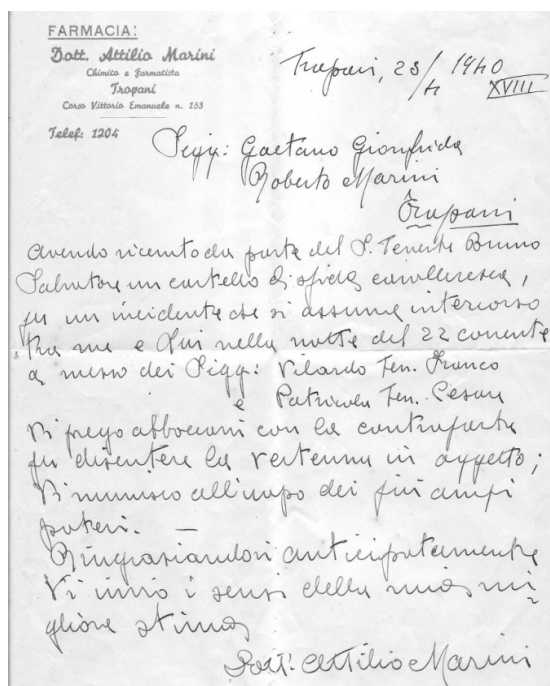 FARMACIA:
Dott. Attilio Marini
Chimico e Farmacista
Trapani
Corso Vittorio Emanuele n. 153
Telef: 1204
Trapani, 23/4 1940
XVIII
Sigg: Gaetano Gionfrida
Roberto Marini
Trapani
Avendo ricevuto da parte del S. Tenente Bruno
Salvatore un cartello di sfida cavalleresca,
per un incidente che si assume intercorso
tra me e Lui nella notte del 22 corrente
a mezzo dei Sigg: Vilardo Ten. Franco
e Ten. Cesare
Vi prego abboccarvi con la controparte
per discutere la vertenza in oggetto;
Vi munisco all'uopo dei più ampi
poteri. —
Ringraziandovi anticipatamente
Vi invio i sensi della mia mi-
gliore stima
Dott. Attilio Marini